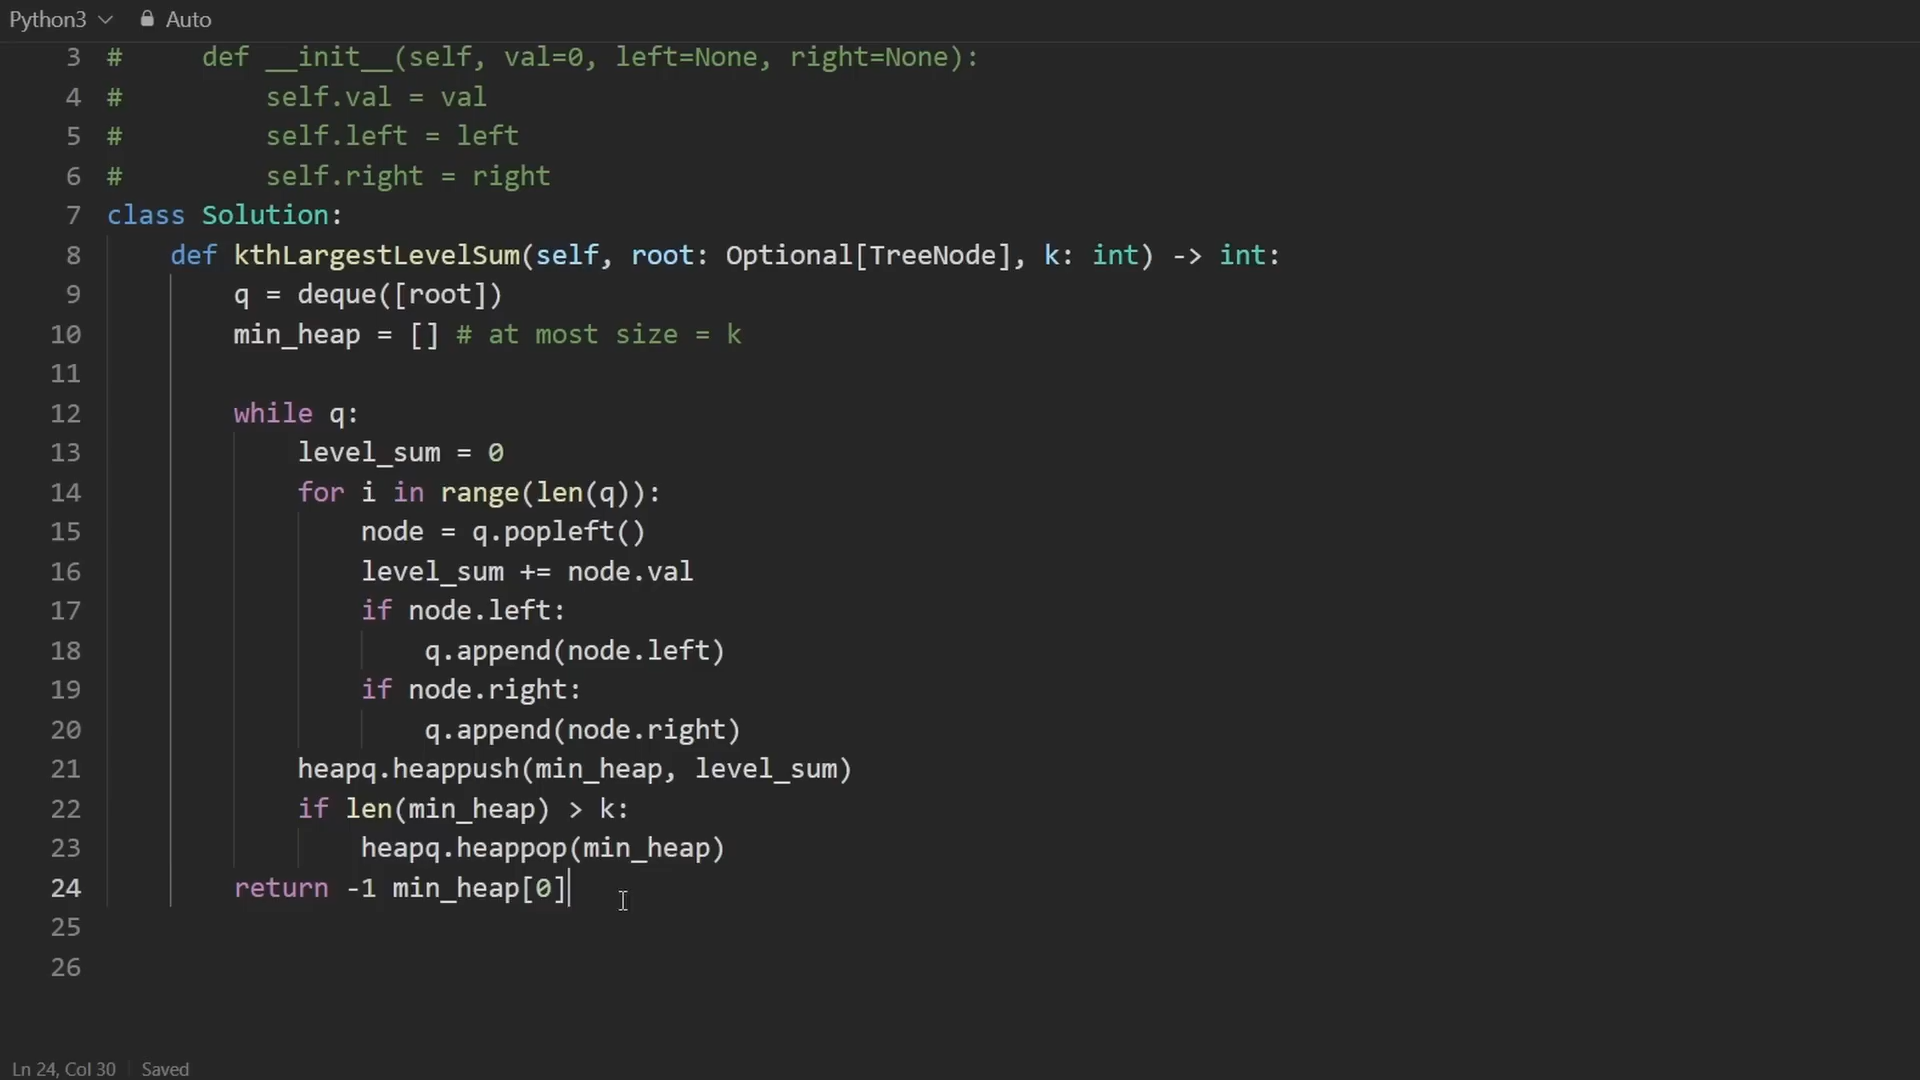 Python3 Auto
3 #     def __init__(self, val=0, left=None, right=None):
4 #         self.val = val
5 #         self.left = left
6 #         self.right = right
7 class Solution:
8     def kthLargestLevelSum(self, root: Optional[TreeNode], k: int) -> int:
9         q = deque([root])
10         min_heap = [] # at most size = k
11
12         while q:
13             level_sum = 0
14             for i in range(len(q)):
15                 node = q.popleft()
16                 level_sum += node.val
17                 if node.left:
18                     q.append(node.left)
19                 if node.right:
20                     q.append(node.right)
21             heapq.heappush(min_heap, level_sum)
22             if len(min_heap) > k:
23                 heapq.heappop(min_heap)
24         return -1 min_heap[0]
25
26
Ln 24, Col 30 Saved